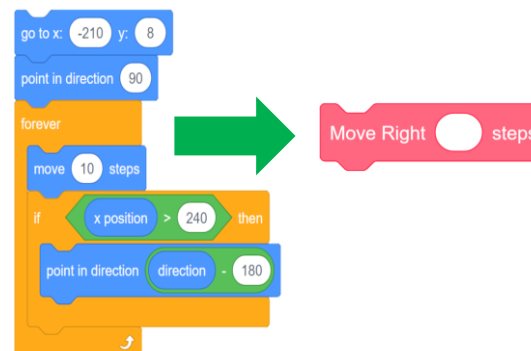 go to x: -210 y: 8
point in direction 90
forever
move 10 steps
if x position > 240 then
point in direction direction - 180
Move Right steps